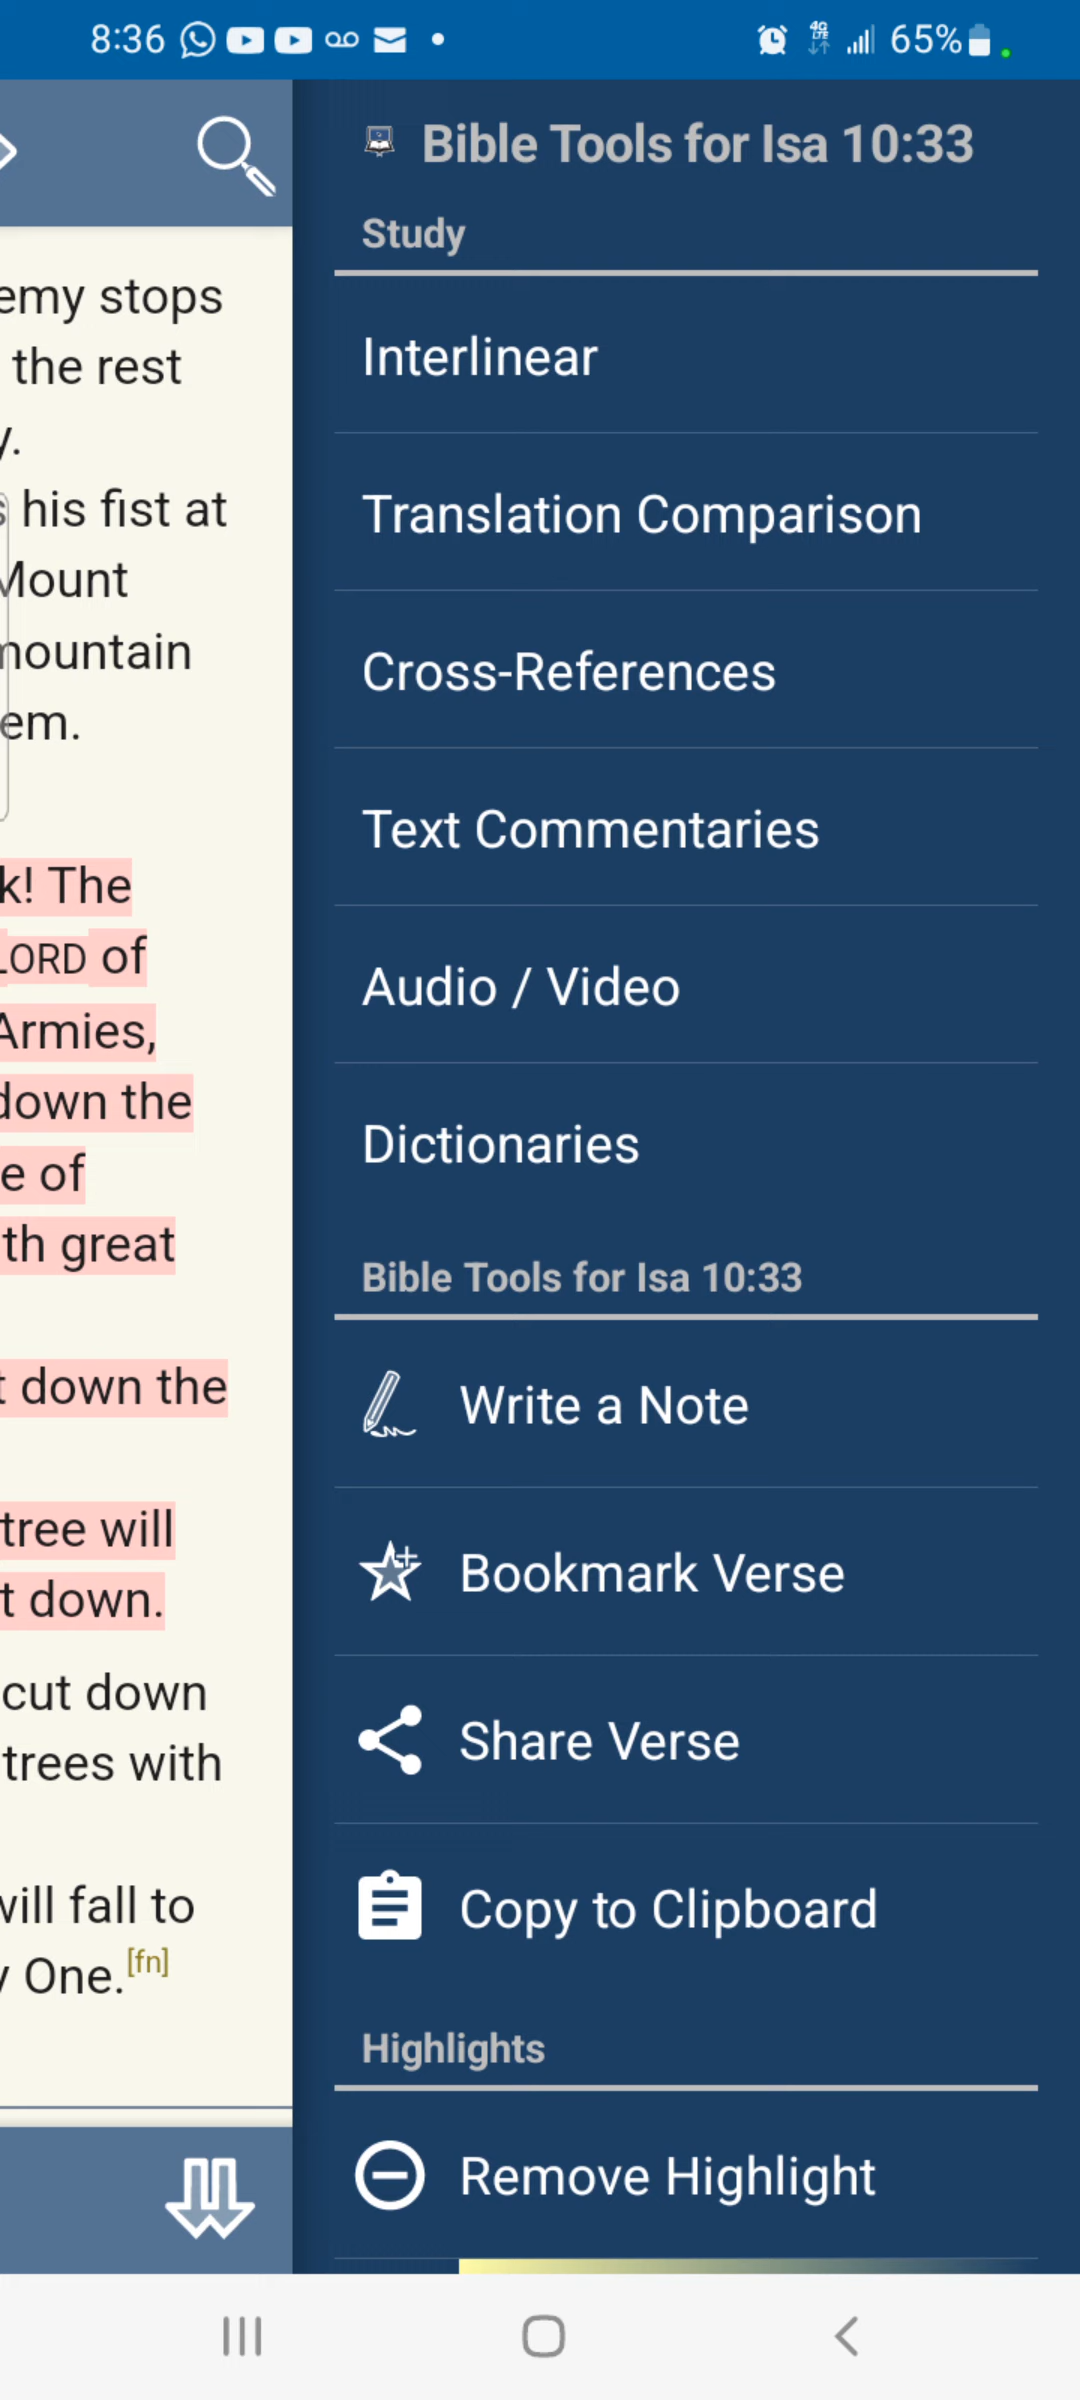 8:36
4G
LTE
65%
emy stops
the rest
y.
his fist at
Mount
mountain
em.
k! The
LORD of
Armies,
down the
e of
th great
t down the
tree will
t down.
cut down
trees with
will fall to
y One.[fn]
Bible Tools for Isa 10:33
Study
Interlinear
Translation Comparison
Cross-References
Text Commentaries
Audio / Video
Dictionaries
Bible Tools for Isa 10:33
Write a Note
Bookmark Verse
Share Verse
Copy to Clipboard
Highlights
Remove Highlight